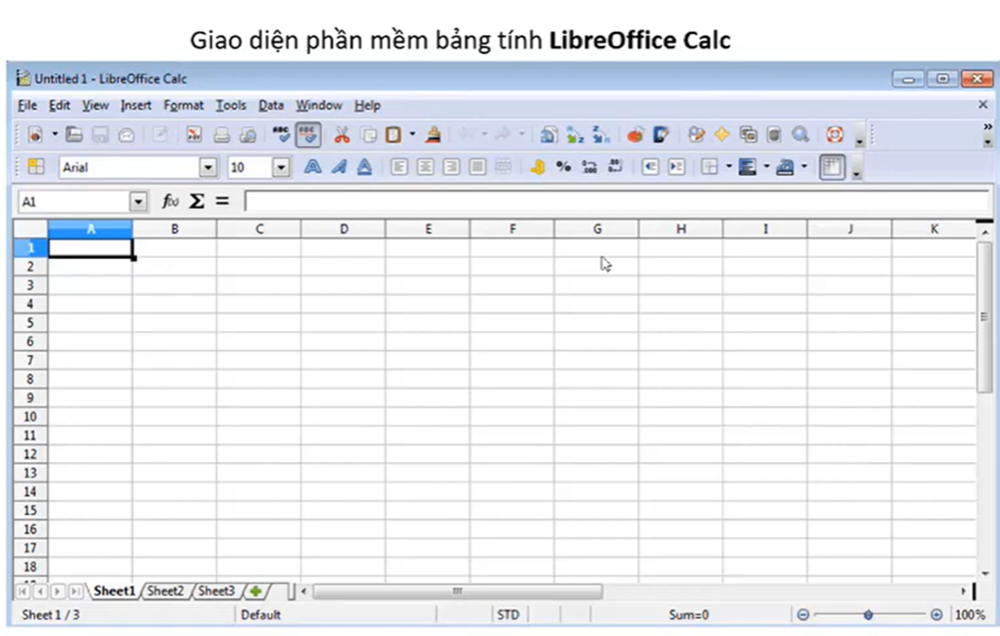 Giao diện phần mềm bảng tính LibreOffice Calc
Untitled 1 - LibreOffice Calc
File Edit View Insert Format Tools Data Window Help
Arial 10
A1
A B C D E F G H I J K
1
2
3
4
5
6
7
8
9
10
11
12
13
14
15
16
17
18
Sheet1 Sheet2 Sheet3
Sheet 1 / 3 Default STD Sum=0 100%